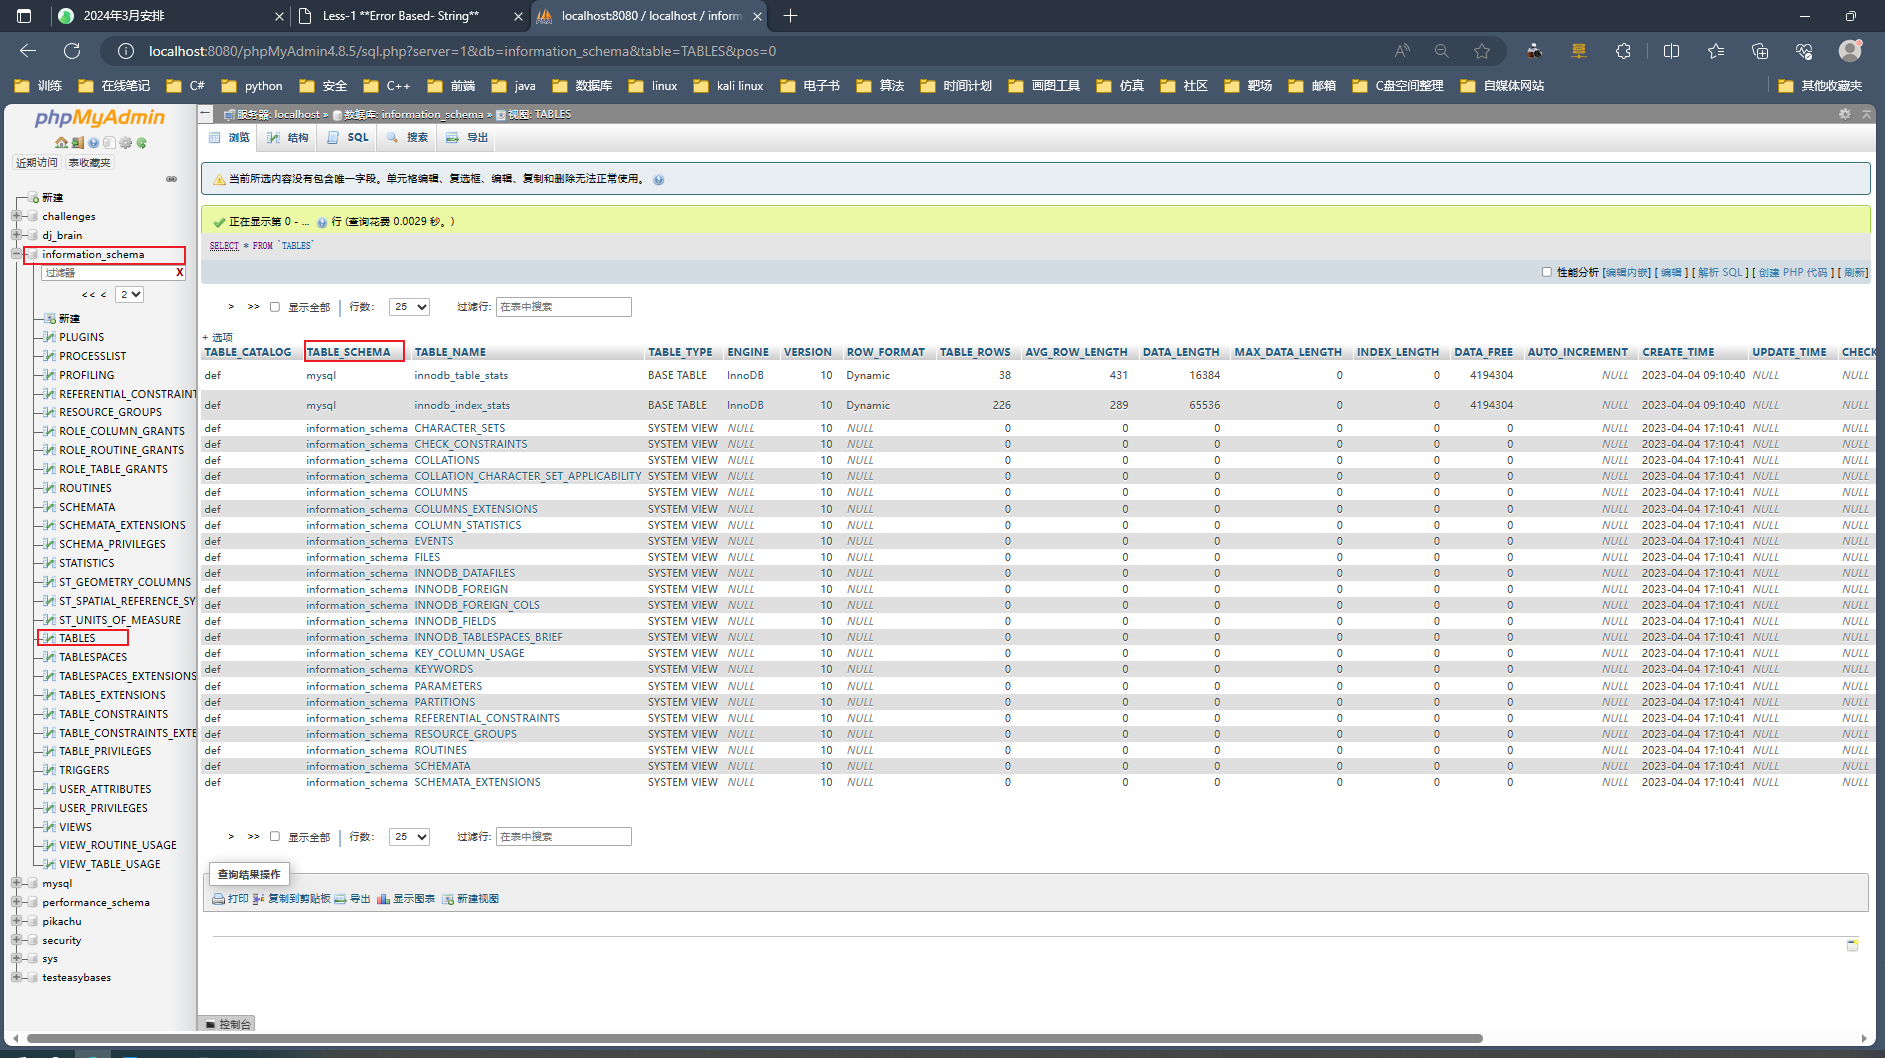 2024年3月安排
Less-1 **Error Based- String**
localhost:8080 / localhost / inform
localhost:8080/phpMyAdmin4.8.5/sql.php?server=1&db=information_schema&table=TABLES&pos=0
训练 在线笔记 C# python 安全 C++ 前端 java 数据库 linux kali linux 电子书 算法 时间计划 画图工具 仿真 社区 靶场 邮箱 C盘空间整理 自媒体网站 其他收藏夹
phpMyAdmin
近期访问 表收藏夹
新建
challenges
dj_brain
information_schema
过滤器 X
<< < 2
新建
PLUGINS
PROCESSLIST
PROFILING
REFERENTIAL_CONSTRAINT
RESOURCE_GROUPS
ROLE_COLUMN_GRANTS
ROLE_ROUTINE_GRANTS
ROLE_TABLE_GRANTS
ROUTINES
SCHEMATA
SCHEMATA_EXTENSIONS
SCHEMA_PRIVILEGES
STATISTICS
ST_GEOMETRY_COLUMNS
ST_SPATIAL_REFERENCE_SY
ST_UNITS_OF_MEASURE
TABLES
TABLESPACES
TABLESPACES_EXTENSIONS
TABLES_EXTENSIONS
TABLE_CONSTRAINTS
TABLE_CONSTRAINTS_EXTE
TABLE_PRIVILEGES
TRIGGERS
USER_ATTRIBUTES
USER_PRIVILEGES
VIEWS
VIEW_ROUTINE_USAGE
VIEW_TABLE_USAGE
mysql
performance_schema
pikachu
security
sys
testeasybases
服务器: localhost » 数据库: information_schema » 视图: TABLES
浏览 结构 SQL 搜索 导出
当前所选内容没有包含唯一字段。单元格编辑、复选框、编辑、复制和删除无法正常使用。
正在显示第 0 - ... 行 (查询花费 0.0029 秒。)
SELECT * FROM `TABLES`
性能分析 [编辑内嵌] [ 编辑 ] [ 解析 SQL ] [ 创建 PHP 代码 ] [ 刷新]
> >> 显示全部 行数: 25 过滤行: 在表中搜索
+ 选项
TABLE_CATALOG TABLE_SCHEMA TABLE_NAME TABLE_TYPE ENGINE VERSION ROW_FORMAT TABLE_ROWS AVG_ROW_LENGTH DATA_LENGTH MAX_DATA_LENGTH INDEX_LENGTH DATA_FREE AUTO_INCREMENT CREATE_TIME UPDATE_TIME CHECK
def mysql innodb_table_stats BASE TABLE InnoDB 10 Dynamic 38 431 16384 0 0 4194304 NULL 2023-04-04 09:10:40 NULL NULL
def mysql innodb_index_stats BASE TABLE InnoDB 10 Dynamic 226 289 65536 0 0 4194304 NULL 2023-04-04 09:10:40 NULL NULL
def information_schema CHARACTER_SETS SYSTEM VIEW NULL 10 NULL 0 0 0 0 0 0 NULL 2023-04-04 17:10:41 NULL NULL
def information_schema CHECK_CONSTRAINTS SYSTEM VIEW NULL 10 NULL 0 0 0 0 0 0 NULL 2023-04-04 17:10:41 NULL NULL
def information_schema COLLATIONS SYSTEM VIEW NULL 10 NULL 0 0 0 0 0 0 NULL 2023-04-04 17:10:41 NULL NULL
def information_schema COLLATION_CHARACTER_SET_APPLICABILITY SYSTEM VIEW NULL 10 NULL 0 0 0 0 0 0 NULL 2023-04-04 17:10:41 NULL NULL
def information_schema COLUMNS SYSTEM VIEW NULL 10 NULL 0 0 0 0 0 0 NULL 2023-04-04 17:10:41 NULL NULL
def information_schema COLUMNS_EXTENSIONS SYSTEM VIEW NULL 10 NULL 0 0 0 0 0 0 NULL 2023-04-04 17:10:41 NULL NULL
def information_schema COLUMN_STATISTICS SYSTEM VIEW NULL 10 NULL 0 0 0 0 0 0 NULL 2023-04-04 17:10:41 NULL NULL
def information_schema EVENTS SYSTEM VIEW NULL 10 NULL 0 0 0 0 0 0 NULL 2023-04-04 17:10:41 NULL NULL
def information_schema FILES SYSTEM VIEW NULL 10 NULL 0 0 0 0 0 0 NULL 2023-04-04 17:10:41 NULL NULL
def information_schema INNODB_DATAFILES SYSTEM VIEW NULL 10 NULL 0 0 0 0 0 0 NULL 2023-04-04 17:10:41 NULL NULL
def information_schema INNODB_FOREIGN SYSTEM VIEW NULL 10 NULL 0 0 0 0 0 0 NULL 2023-04-04 17:10:41 NULL NULL
def information_schema INNODB_FOREIGN_COLS SYSTEM VIEW NULL 10 NULL 0 0 0 0 0 0 NULL 2023-04-04 17:10:41 NULL NULL
def information_schema INNODB_FIELDS SYSTEM VIEW NULL 10 NULL 0 0 0 0 0 0 NULL 2023-04-04 17:10:41 NULL NULL
def information_schema INNODB_TABLESPACES_BRIEF SYSTEM VIEW NULL 10 NULL 0 0 0 0 0 0 NULL 2023-04-04 17:10:41 NULL NULL
def information_schema KEY_COLUMN_USAGE SYSTEM VIEW NULL 10 NULL 0 0 0 0 0 0 NULL 2023-04-04 17:10:41 NULL NULL
def information_schema KEYWORDS SYSTEM VIEW NULL 10 NULL 0 0 0 0 0 0 NULL 2023-04-04 17:10:41 NULL NULL
def information_schema PARAMETERS SYSTEM VIEW NULL 10 NULL 0 0 0 0 0 0 NULL 2023-04-04 17:10:41 NULL NULL
def information_schema PARTITIONS SYSTEM VIEW NULL 10 NULL 0 0 0 0 0 0 NULL 2023-04-04 17:10:41 NULL NULL
def information_schema REFERENTIAL_CONSTRAINTS SYSTEM VIEW NULL 10 NULL 0 0 0 0 0 0 NULL 2023-04-04 17:10:41 NULL NULL
def information_schema RESOURCE_GROUPS SYSTEM VIEW NULL 10 NULL 0 0 0 0 0 0 NULL 2023-04-04 17:10:41 NULL NULL
def information_schema ROUTINES SYSTEM VIEW NULL 10 NULL 0 0 0 0 0 0 NULL 2023-04-04 17:10:41 NULL NULL
def information_schema SCHEMATA SYSTEM VIEW NULL 10 NULL 0 0 0 0 0 0 NULL 2023-04-04 17:10:41 NULL NULL
def information_schema SCHEMATA_EXTENSIONS SYSTEM VIEW NULL 10 NULL 0 0 0 0 0 0 NULL 2023-04-04 17:10:41 NULL NULL
> >> 显示全部 行数: 25 过滤行: 在表中搜索
查询结果操作
打印 复制到剪贴板 导出 显示图表 新建视图
控制台